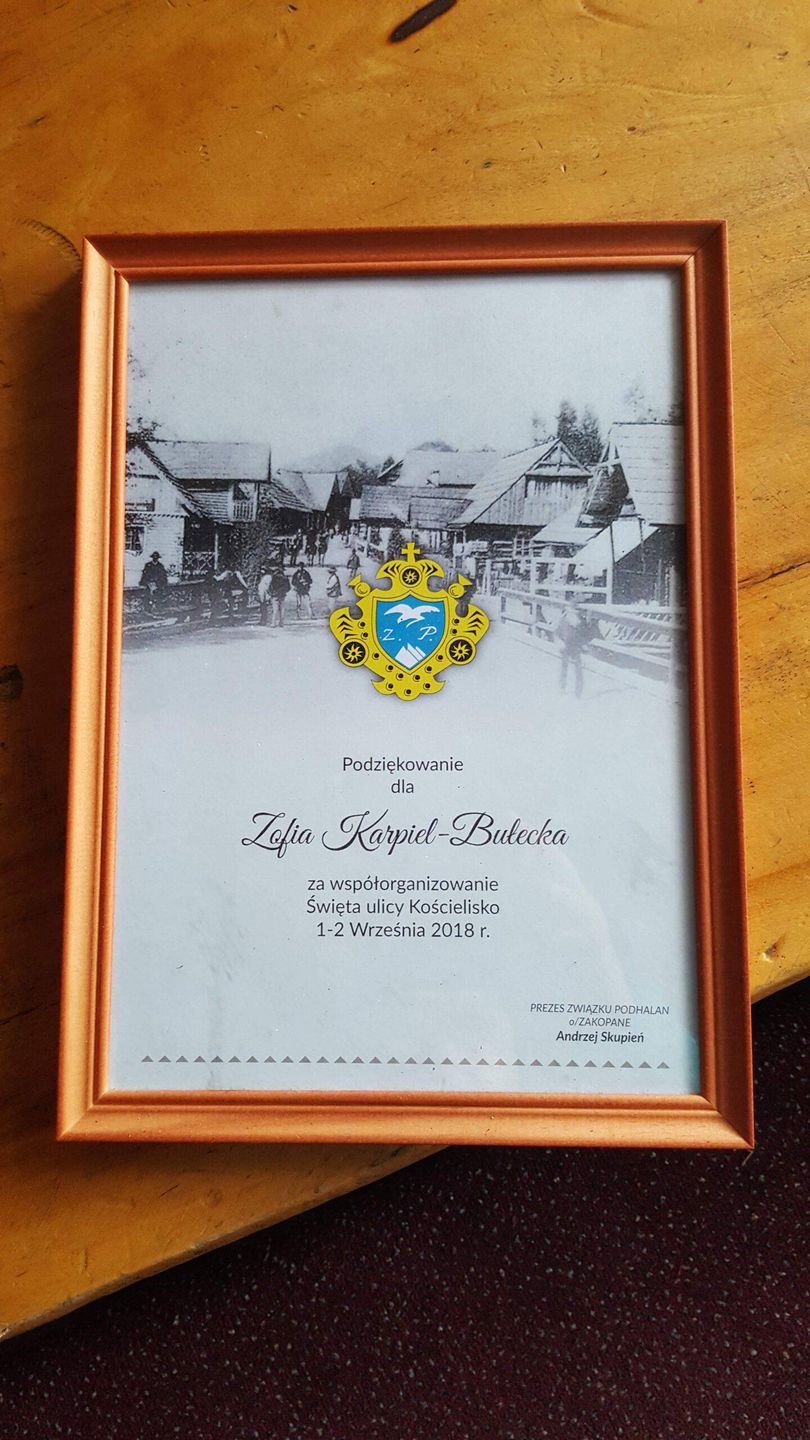 Z. P.
Podziękowanie
dla
Zofia Karpiel-Bułecka
za współorganizowanie
Święta ulicy Kościelisko
1-2 Września 2018 r.
PREZES ZWIĄZKU PODHALAN
o/ZAKOPANE
Andrzej Skupień